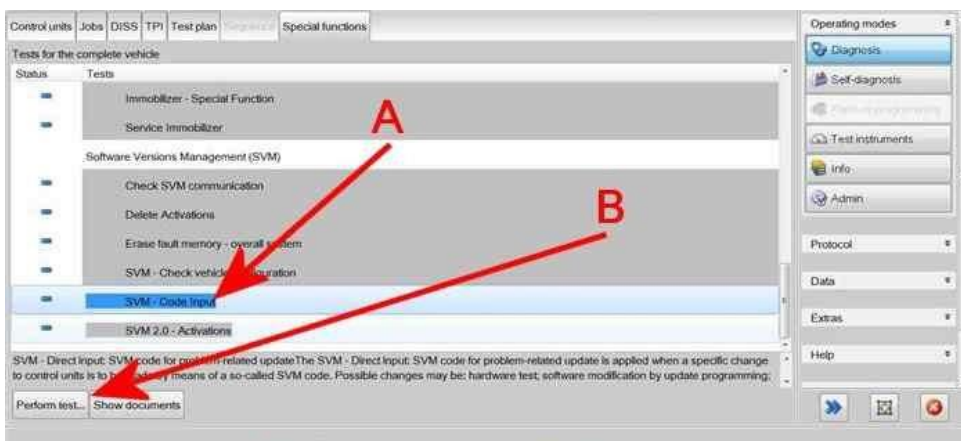 Control units Jobs DISS TPI Test plan Special functions
Tests for the complete vehicle
Status Tests
Immobilizer - Special Function
Service Immobilizer
Software Versions Management (SVM)
Check SVM communication
Delete Activations
Erase fault memory - overall system
SVM - Check vehicle configuration
SVM - Code Input
SVM 2.0 - Activations
SVM - Direct Input: SVM code for problem-related updateThe SVM - Direct Input: SVM code for problem-related update is applied when a specific change
to control units is to be made by means of a so-called SVM code. Possible changes may be: hardware test, software modification by update programming;
Perform test... Show documents
A
B
Operating modes
Diagnosis
Self-diagnosis
Test instruments
Info
Admin
Protocol
Data
Extras
Help